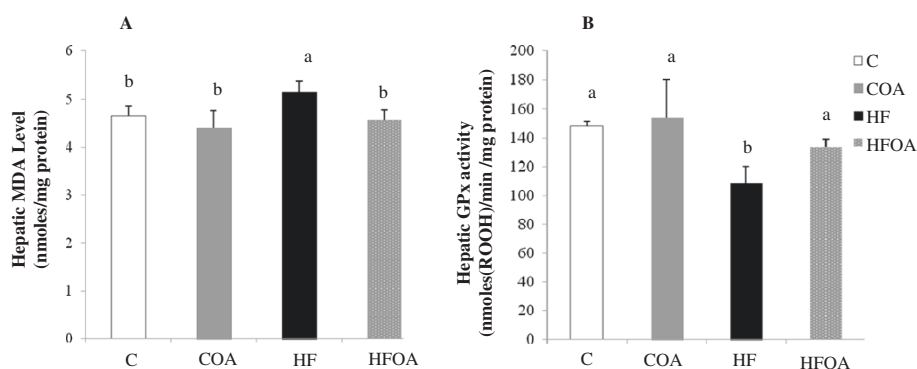 A
Hepatic MDA Level
(nmoles/mg protein)
6
5
4
3
2
1
0
b
b
a
b
C
COA
HF
HFOA
B
Hepatic GPx activity
(nmoles(ROOH)/min /mg protein)
200
180
160
140
120
100
80
60
40
20
0
a
a
b
a
C
COA
HF
HFOA
C
COA
HF
HFOA